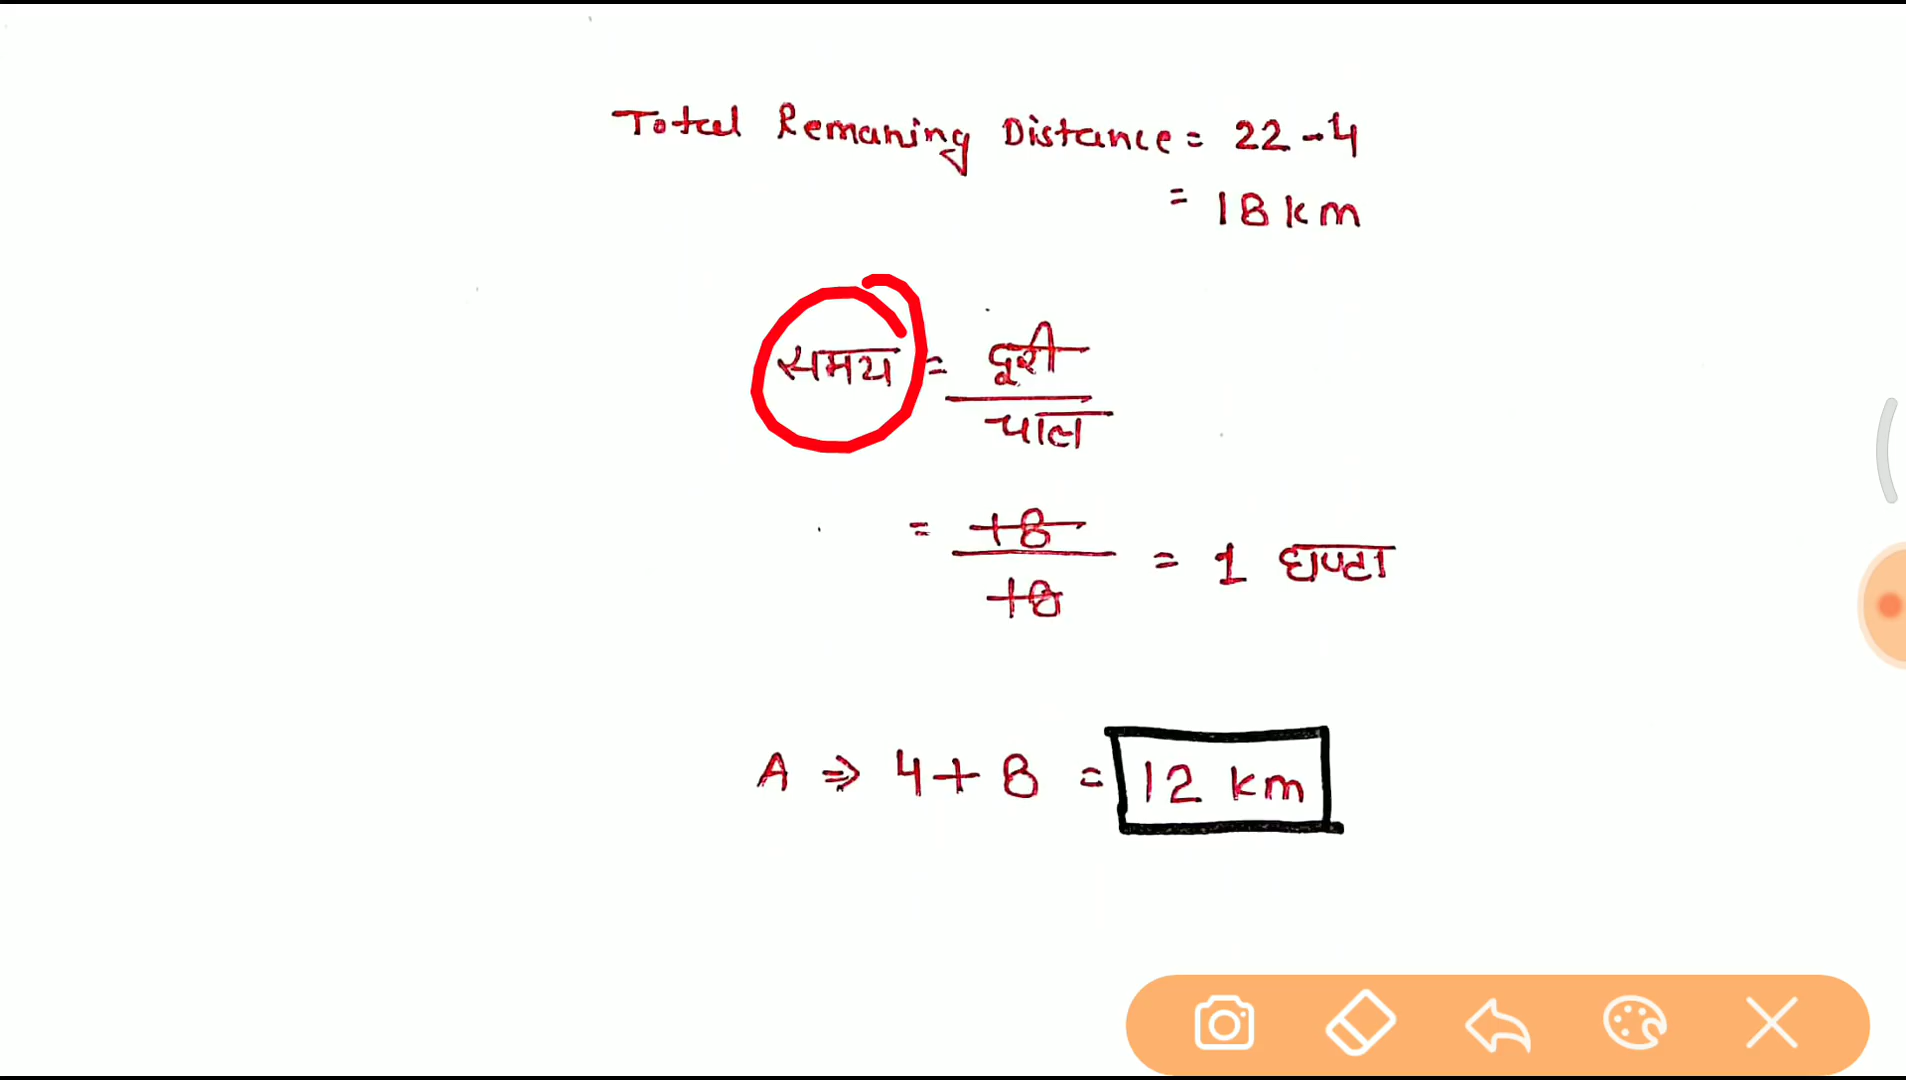 Total Remaning Distance = 22 - 4
= 18 km
समय = दूरी / चाल
= 18 / 18 = 1 घण्टा
A ⇒ 4 + 8 = 12 km